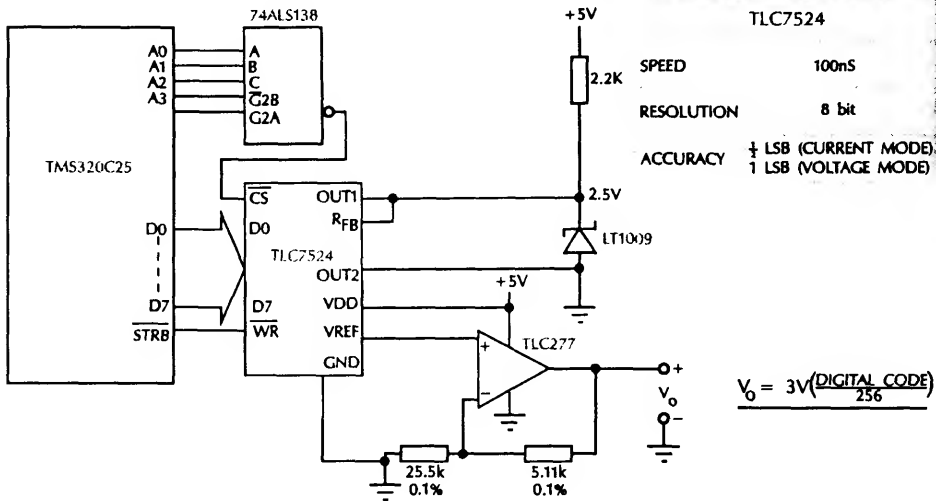 74ALS138
A0
A1
A2
A3
A
B
C
G2B
G2A
TMS320C25
D0
D7
STRB
CS
D0
TLC7524
D7
WR
OUT1
RFB
OUT2
VDD
VREF
GND
+5V
2.2K
2.5V
LT1009
+5V
TLC277
+
−
25.5k
0.1%
5.11k
0.1%
+
Vo
−
TLC7524
SPEED 100nS
RESOLUTION 8 bit
ACCURACY ½ LSB (CURRENT MODE)
1 LSB (VOLTAGE MODE)
Vo = 3V(DIGITAL CODE/256)